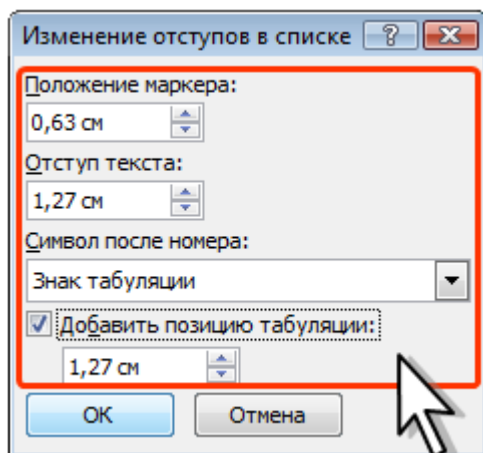 Изменение отступов в списке
Положение маркера:
0,63 см
Отступ текста:
1,27 см
Символ после номера:
Знак табуляции
Добавить позицию табуляции:
1,27 см
ОК Отмена